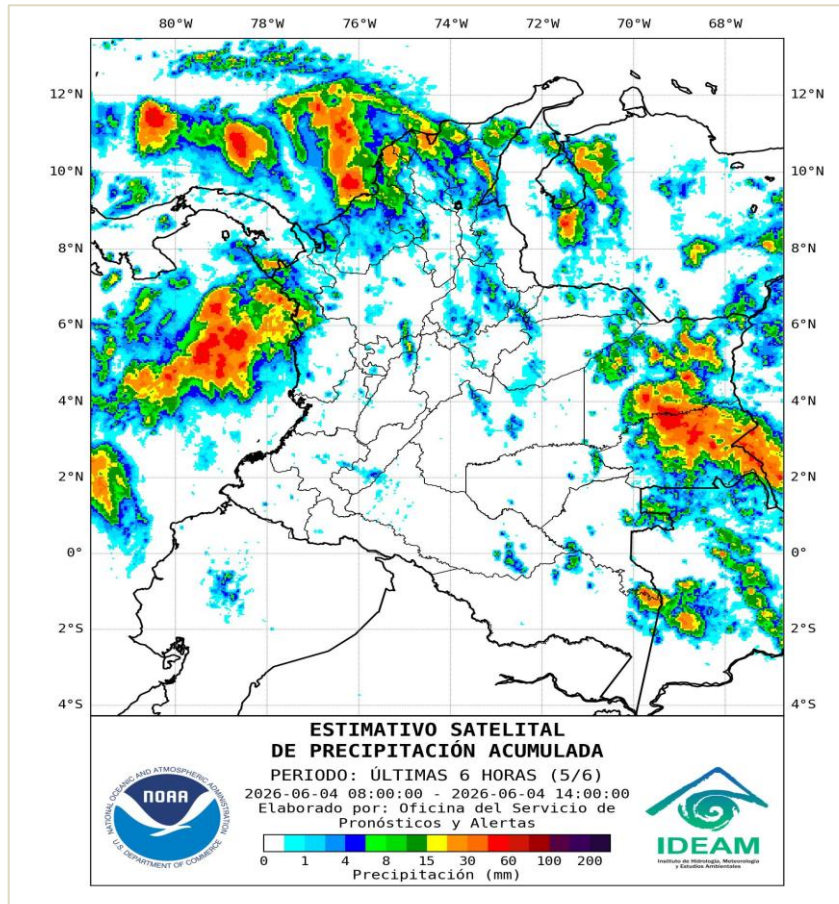 80°W 78°W 76°W 74°W 72°W 70°W 68°W
12°N 12°N
10°N 10°N
8°N 8°N
6°N 6°N
4°N 4°N
2°N 2°N
0° 0°
2°S 2°S
4°S 4°S
ESTIMATIVO SATELITAL
DE PRECIPITACIÓN ACUMULADA
PERIODO: ÚLTIMAS 6 HORAS (5/6)
2026-06-04 08:00:00 - 2026-06-04 14:00:00
Elaborado por: Oficina del Servicio de
Pronósticos y Alertas
0 1 4 8 15 30 60 100 200
Precipitación (mm)
NATIONAL OCEANIC AND ATMOSPHERIC ADMINISTRATION
NOAA
U.S. DEPARTMENT OF COMMERCE
IDEAM
Instituto de Hidrología, Meteorología
y Estudios Ambientales